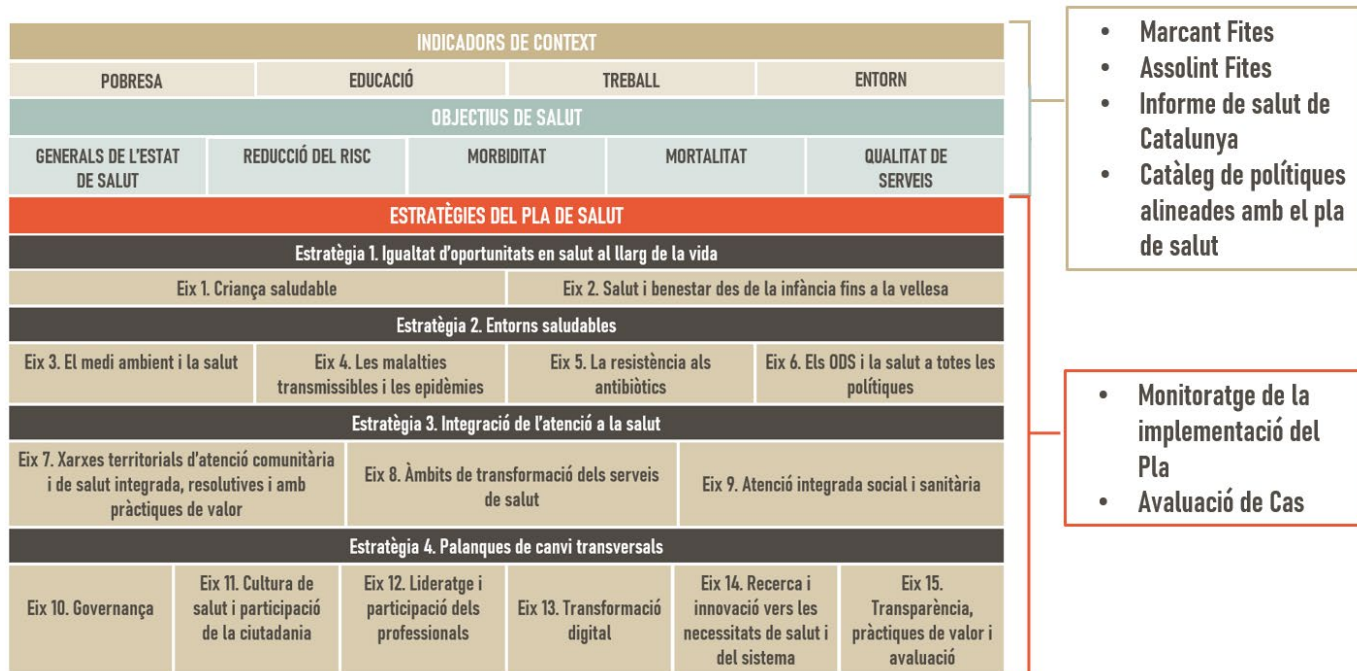 INDICADORS DE CONTEXT
POBRESA
EDUCACIÓ
TREBALL
ENTORN
OBJECTIUS DE SALUT
GENERALS DE L'ESTAT
DE SALUT
REDUCCIÓ DEL RISC
MORBIDITAT
MORTALITAT
QUALITAT DE
SERVEIS
ESTRATÈGIES DEL PLA DE SALUT
Estratègia 1. Igualtat d'oportunitats en salut al llarg de la vida
Eix 1. Criança saludable
Eix 2. Salut i benestar des de la infància fins a la vellesa
Estratègia 2. Entorns saludables
Eix 3. El medi ambient i la salut
Eix 4. Les malalties
transmissibles i les epidèmies
Eix 5. La resistència als
antibiòtics
Eix 6. Els ODS i la salut a totes les
polítiques
Estratègia 3. Integració de l'atenció a la salut
Eix 7. Xarxes territorials d'atenció comunitària
i de salut integrada, resolutives i amb
pràctiques de valor
Eix 8. Àmbits de transformació dels serveis
de salut
Eix 9. Atenció integrada social i sanitària
Estratègia 4. Palanques de canvi transversals
Eix 10. Governança
Eix 11. Cultura de
salut i participació
de la ciutadania
Eix 12. Lideratge i
participació dels
professionals
Eix 13. Transformació
digital
Eix 14. Recerca i
innovació vers les
necessitats de salut i
del sistema
Eix 15.
Transparència,
pràctiques de valor i
avaluació
• Marcant Fites
• Assolint Fites
• Informe de salut de
Catalunya
• Catàleg de polítiques
alineades amb el pla
de salut
• Monitoratge de la
implementació del
Pla
• Avaluació de Cas